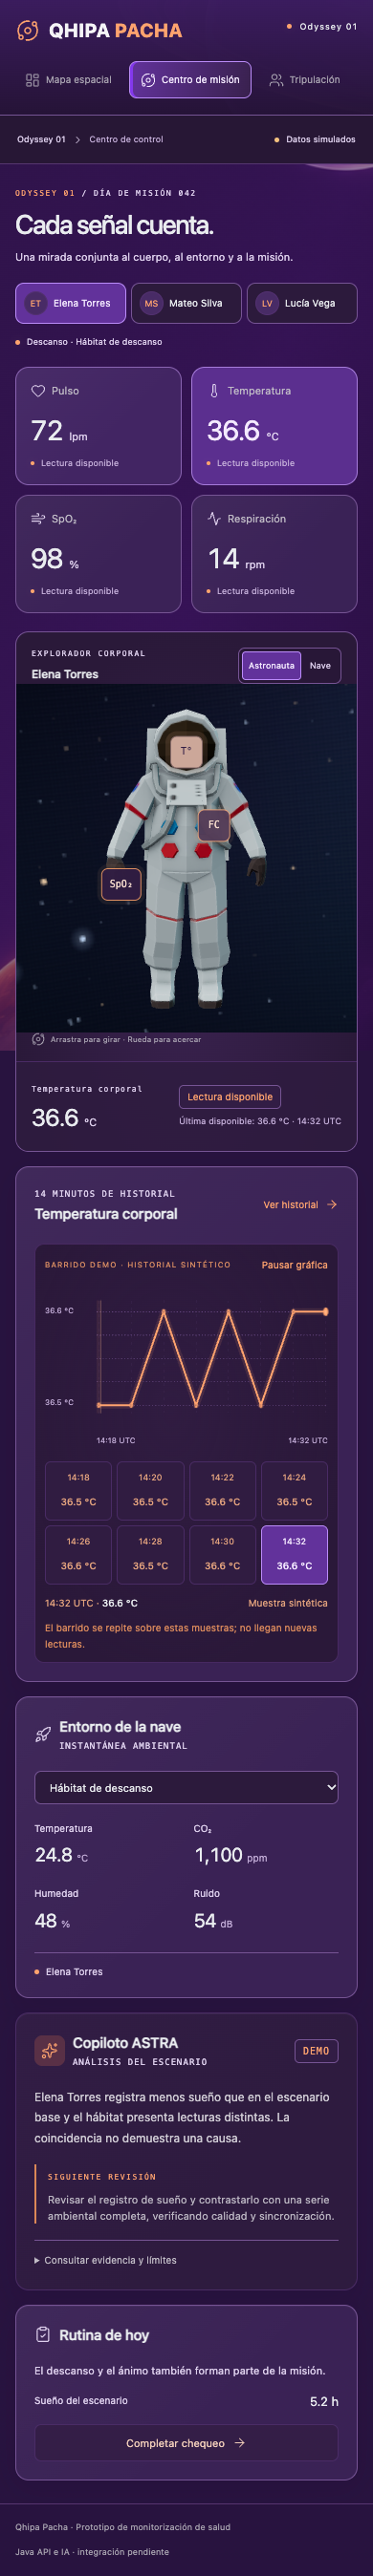 QHIPA PACHA
Odyssey 01
Mapa espacial
Centro de misión
Tripulación
Odyssey 01 > Centro de control
Datos simulados
ODYSSEY 01 / DÍA DE MISIÓN 042
Cada señal cuenta.
Una mirada conjunta al cuerpo, al entorno y a la misión.
ET Elena Torres
MS Mateo Silva
LV Lucía Vega
Descanso · Hábitat de descanso
Pulso
72 lpm
Lectura disponible
Temperatura
36.6 °C
Lectura disponible
SpO₂
98 %
Lectura disponible
Respiración
14 rpm
Lectura disponible
EXPLORADOR CORPORAL
Elena Torres
Astronauta
Nave
T°
FC
SpO₂
Arrastra para girar · Rueda para acercar
Temperatura corporal
36.6 °C
Lectura disponible
Última disponible: 36.6 °C · 14:32 UTC
14 MINUTOS DE HISTORIAL
Temperatura corporal
Ver historial →
BARRIDO DEMO · HISTORIAL SINTÉTICO
Pausar gráfica
36.6 °C
36.5 °C
14:18 UTC
14:32 UTC
14:18
36.5 °C
14:20
36.5 °C
14:22
36.6 °C
14:24
36.5 °C
14:26
36.6 °C
14:28
36.5 °C
14:30
36.6 °C
14:32
36.6 °C
14:32 UTC · 36.6 °C
Muestra sintética
El barrido se repite sobre estas muestras; no llegan nuevas
lecturas.
Entorno de la nave
INSTANTÁNEA AMBIENTAL
Hábitat de descanso
Temperatura
24.8 °C
CO₂
1,100 ppm
Humedad
48 %
Ruido
54 dB
Elena Torres
Copiloto ASTRA
ANÁLISIS DEL ESCENARIO
DEMO
Elena Torres registra menos sueño que en el escenario
base y el hábitat presenta lecturas distintas. La
coincidencia no demuestra una causa.
SIGUIENTE REVISIÓN
Revisar el registro de sueño y contrastarlo con una serie
ambiental completa, verificando calidad y sincronización.
▶ Consultar evidencia y límites
Rutina de hoy
El descanso y el ánimo también forman parte de la misión.
Sueño del escenario
5.2 h
Completar chequeo →
Qhipa Pacha · Prototipo de monitorización de salud
Java API e IA · integración pendiente